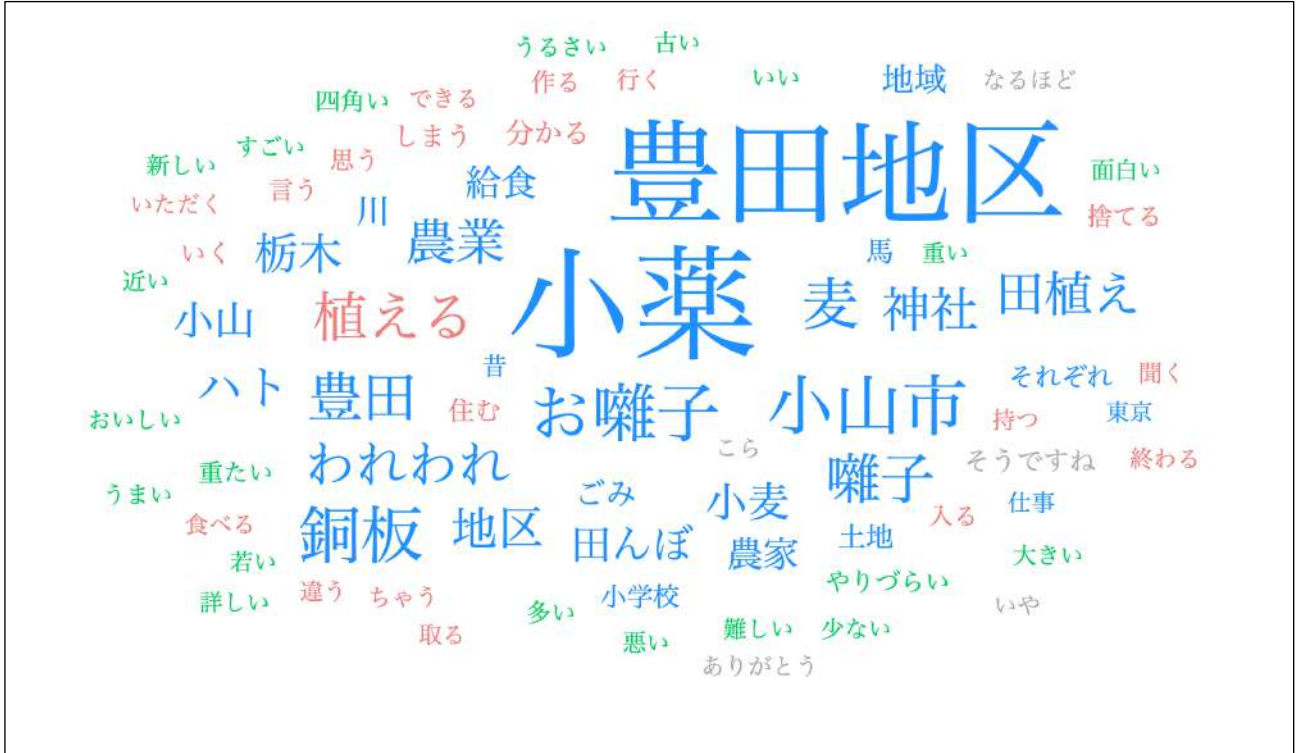 うるさい 古い
作る 行く いい 地域 なるほど
四角い できる
しまう 分かる 豊田地区
新しい すごい 思う 給食 面白い
いただく 言う 川 捨てる
いく 栃木 農業 馬 重い
近い 小薬
小山 植える 麦 神社 田植え
昔
ハト 豊田 住む お囃子 小山市 それぞれ 聞く
おいしい 持つ 東京
われわれ こら そうですね 終わる
うまい 重たい ごみ 小麦 囃子 仕事
食べる 銅板 地区 田んぼ 農家 土地 入る
若い やりづらい 大きい
詳しい 違う ちゃう 多い 小学校 いや
取る 悪い 難しい 少ない
ありがとう